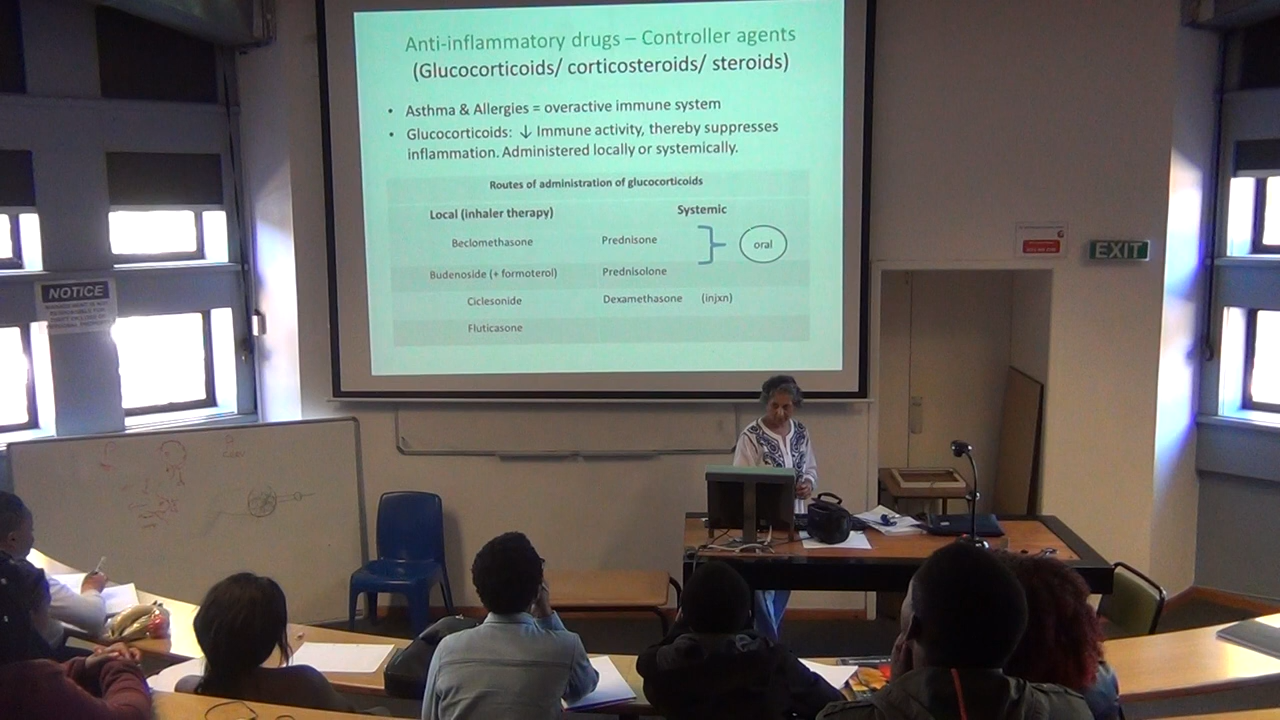 Anti-inflammatory drugs – Controller agents
(Glucocorticoids/ corticosteroids/ steroids)
• Asthma & Allergies = overactive immune system
• Glucocorticoids: ↓ Immune activity, thereby suppresses
inflammation. Administered locally or systemically.
Routes of administration of glucocorticoids
Local (inhaler therapy) Systemic
Beclomethasone Prednisone oral
Budenoside (+ formoterol) Prednisolone
Ciclesonide Dexamethasone (injxn)
Fluticasone
EXIT
NOTICE